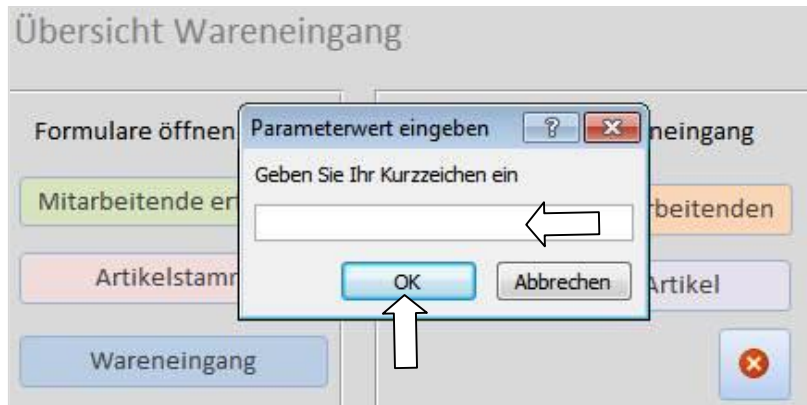 Übersicht Wareneingang
Formulare öffnen
neingang
Parameterwert eingeben
Geben Sie Ihr Kurzzeichen ein
OK
Abbrechen
Mitarbeitende er
rbeitenden
Artikelstamm
Artikel
Wareneingang